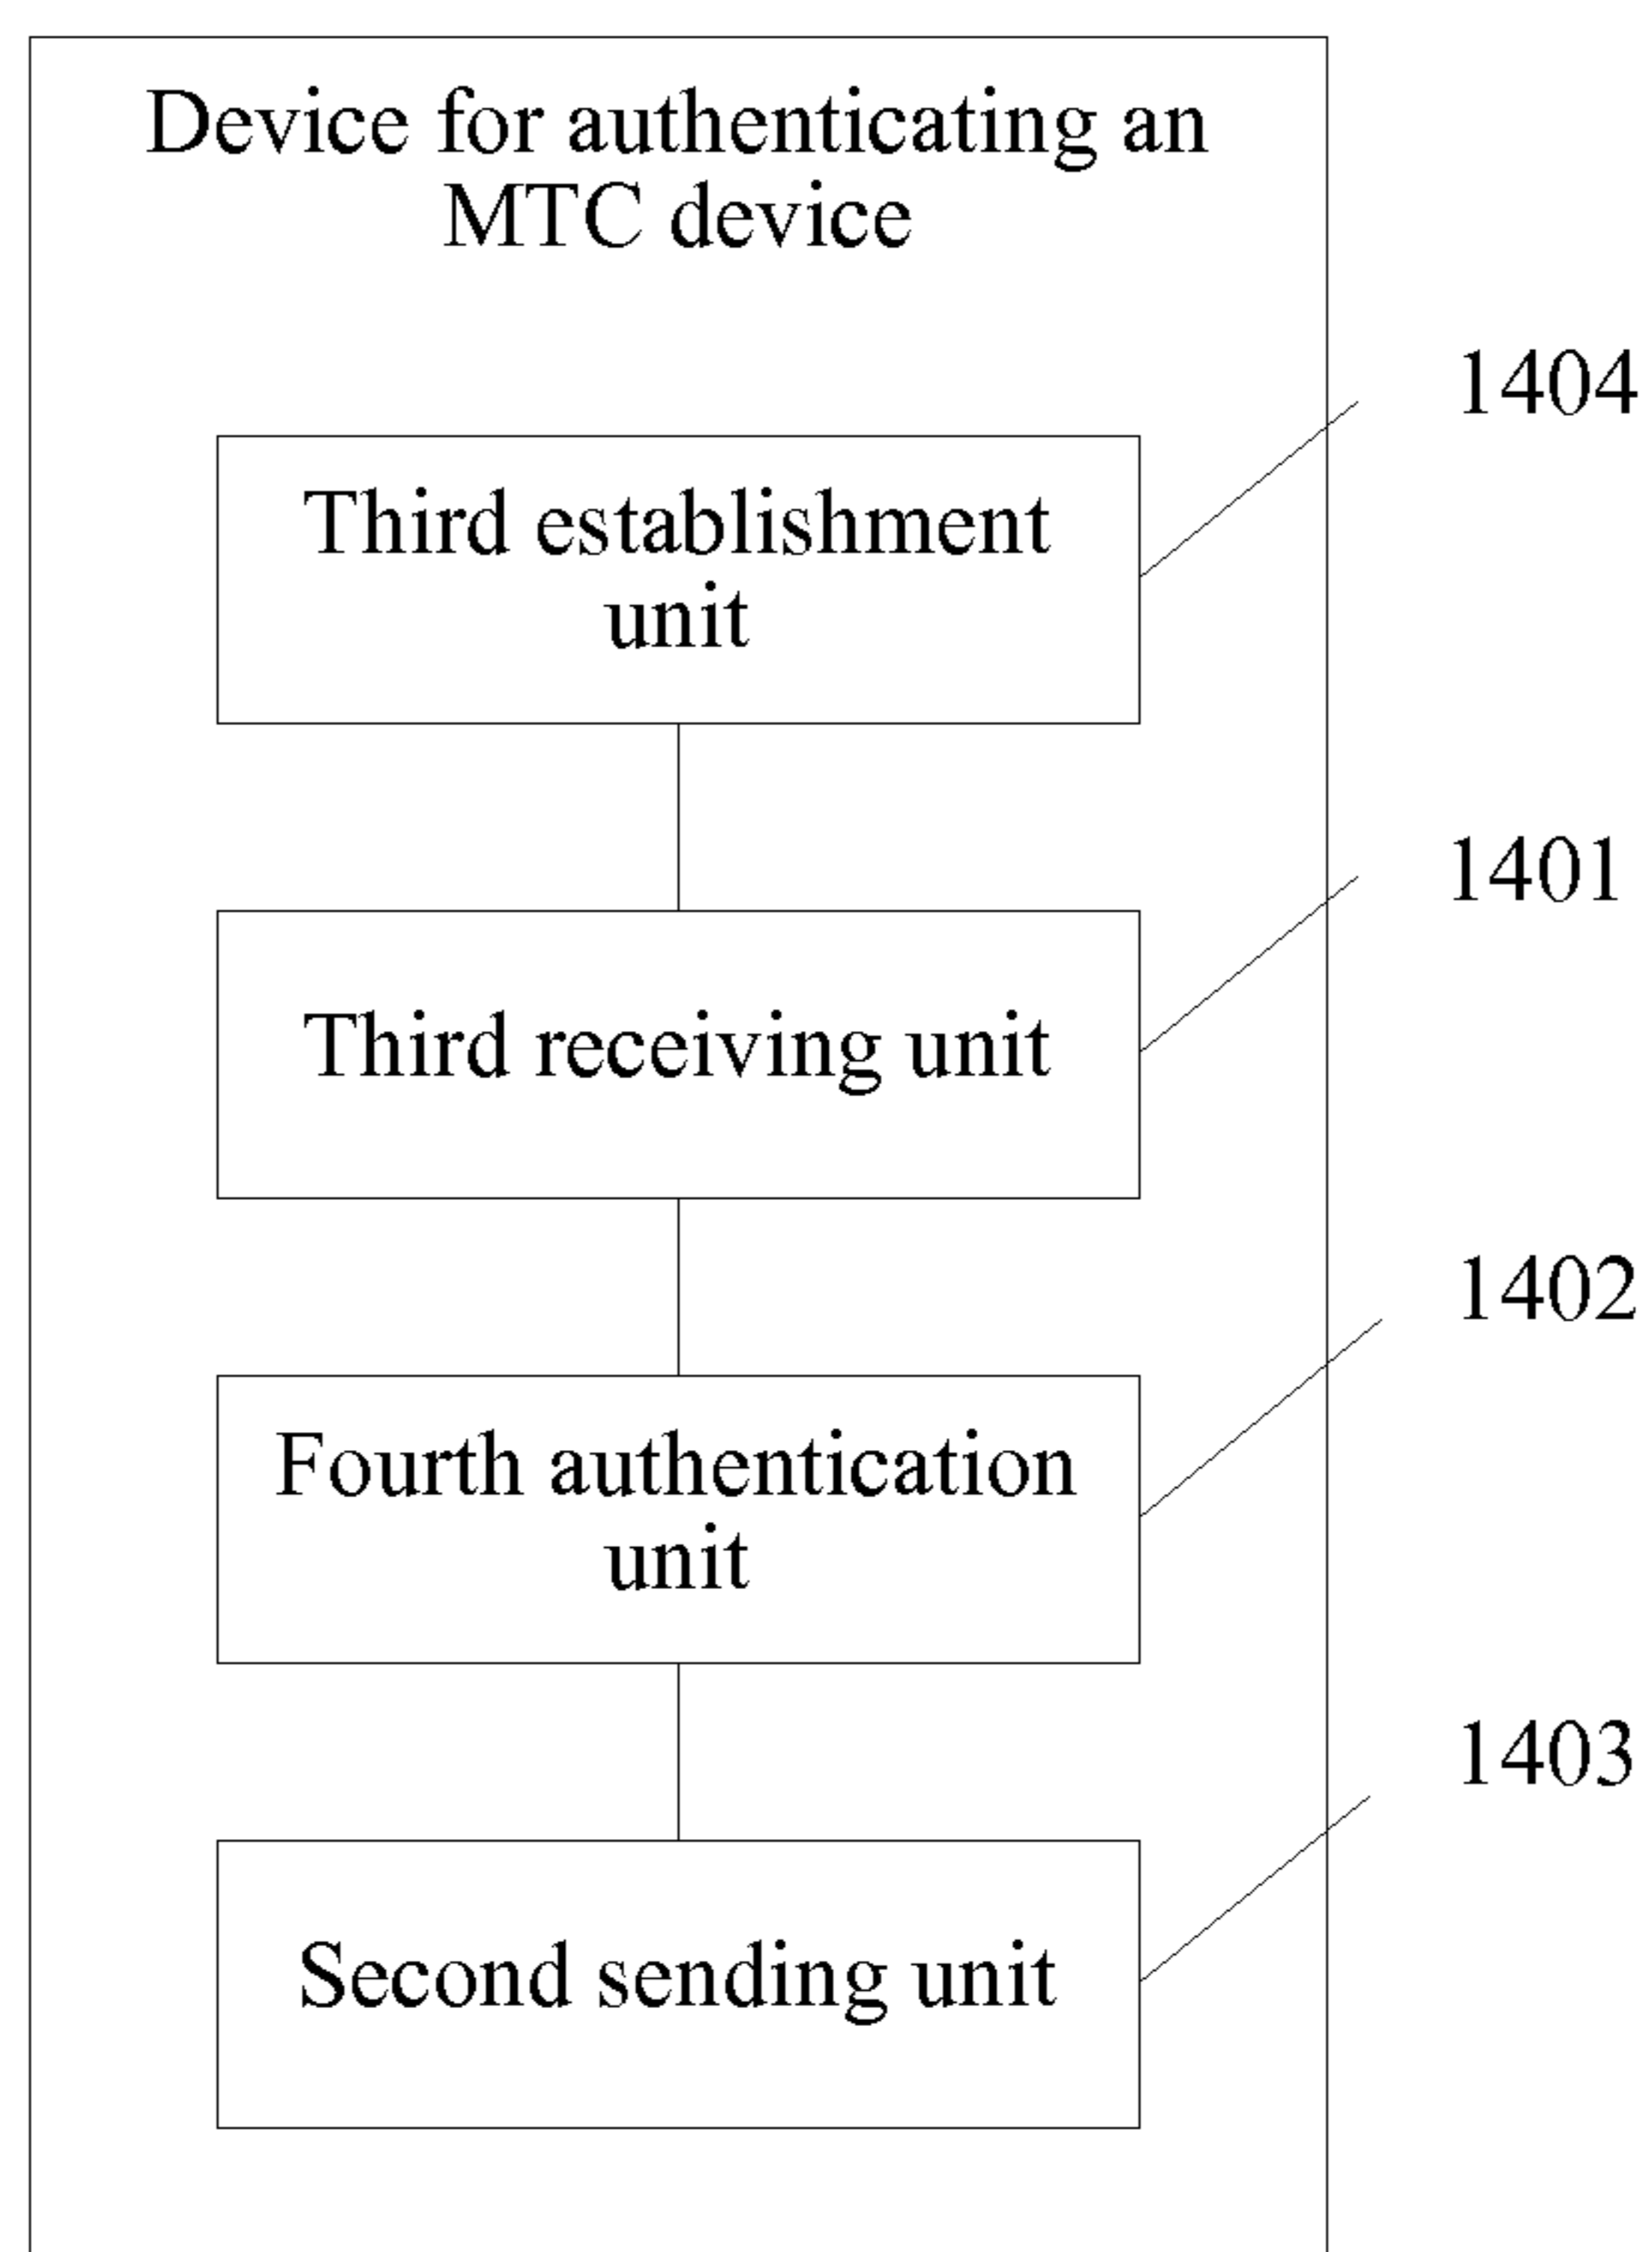 Device for authenticating an
MTC device
1404
Third establishment
unit
1401
Third receiving unit
1402
Fourth authentication
unit
1403
Second sending unit